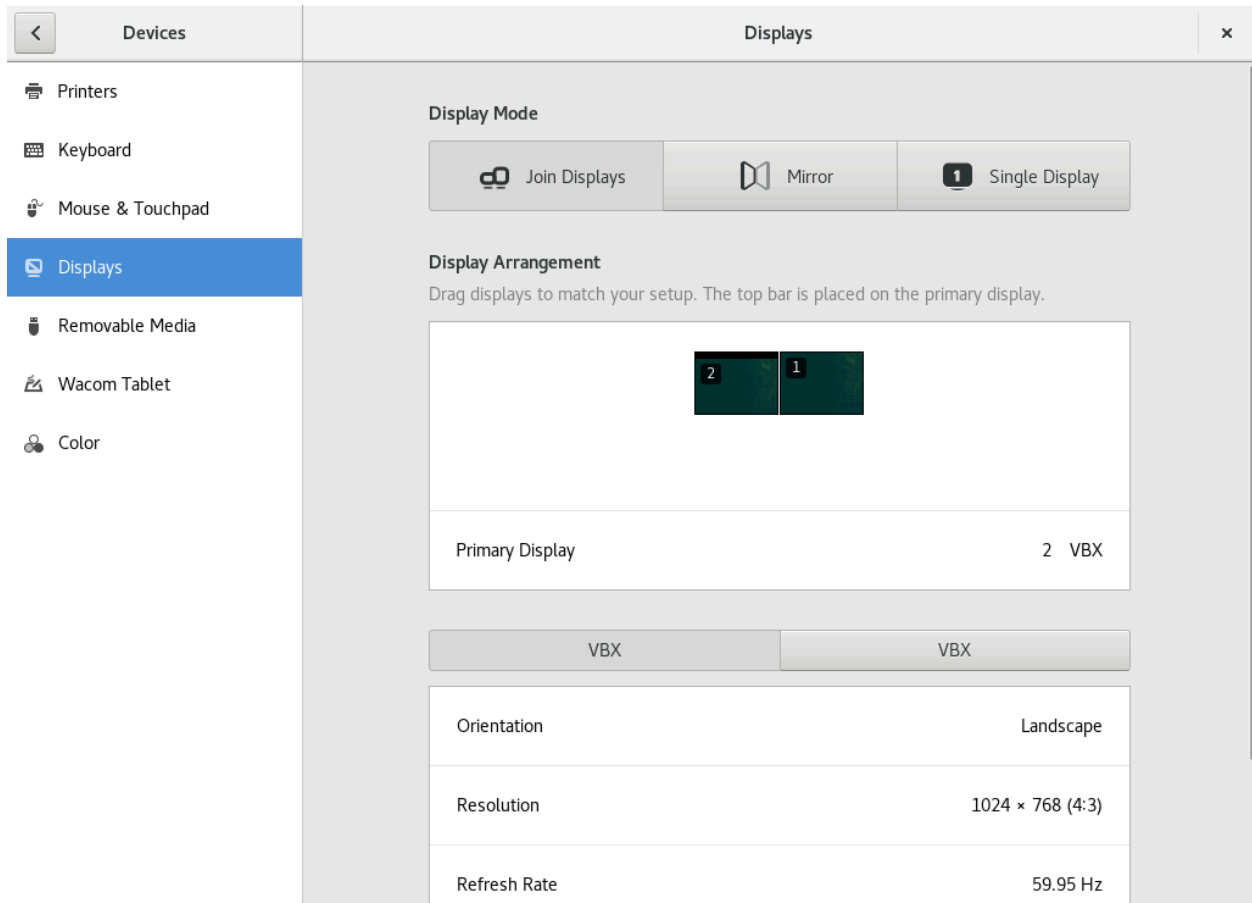 Devices
Displays
Printers
Keyboard
Mouse & Touchpad
Displays
Removable Media
Wacom Tablet
Color
Display Mode
Join Displays
Mirror
1 Single Display
Display Arrangement
Drag displays to match your setup. The top bar is placed on the primary display.
2 1
Primary Display 2 VBX
VBX VBX
Orientation Landscape
Resolution 1024 × 768 (4:3)
Refresh Rate 59.95 Hz